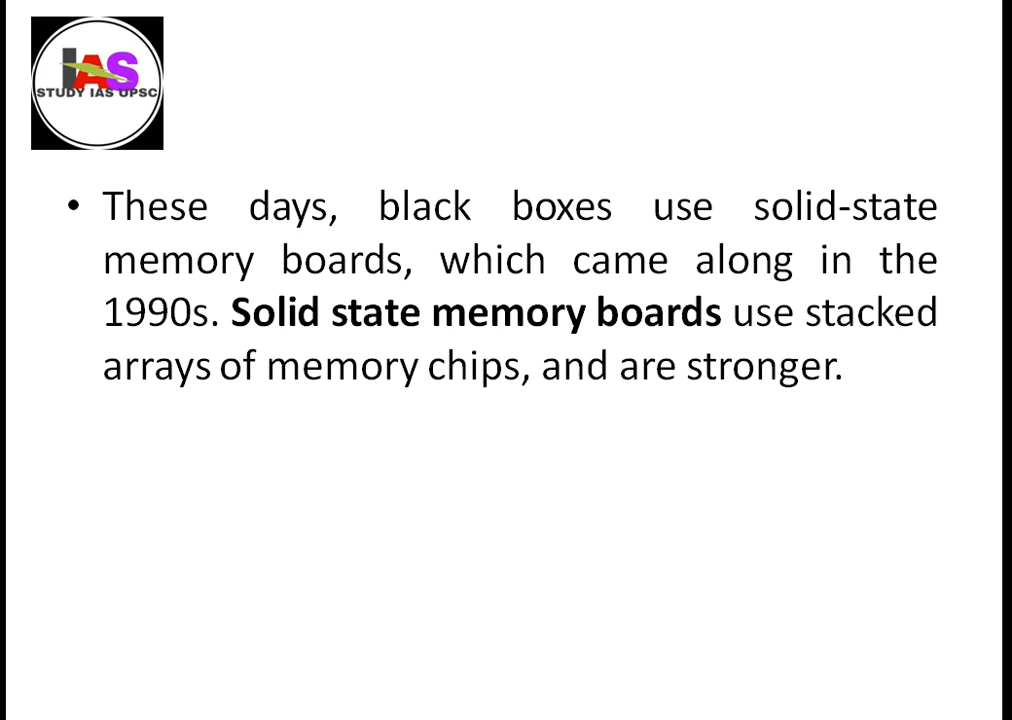 IAS
STUDY IAS UPSC
• These days, black boxes use solid-state
memory boards, which came along in the
1990s. Solid state memory boards use stacked
arrays of memory chips, and are stronger.